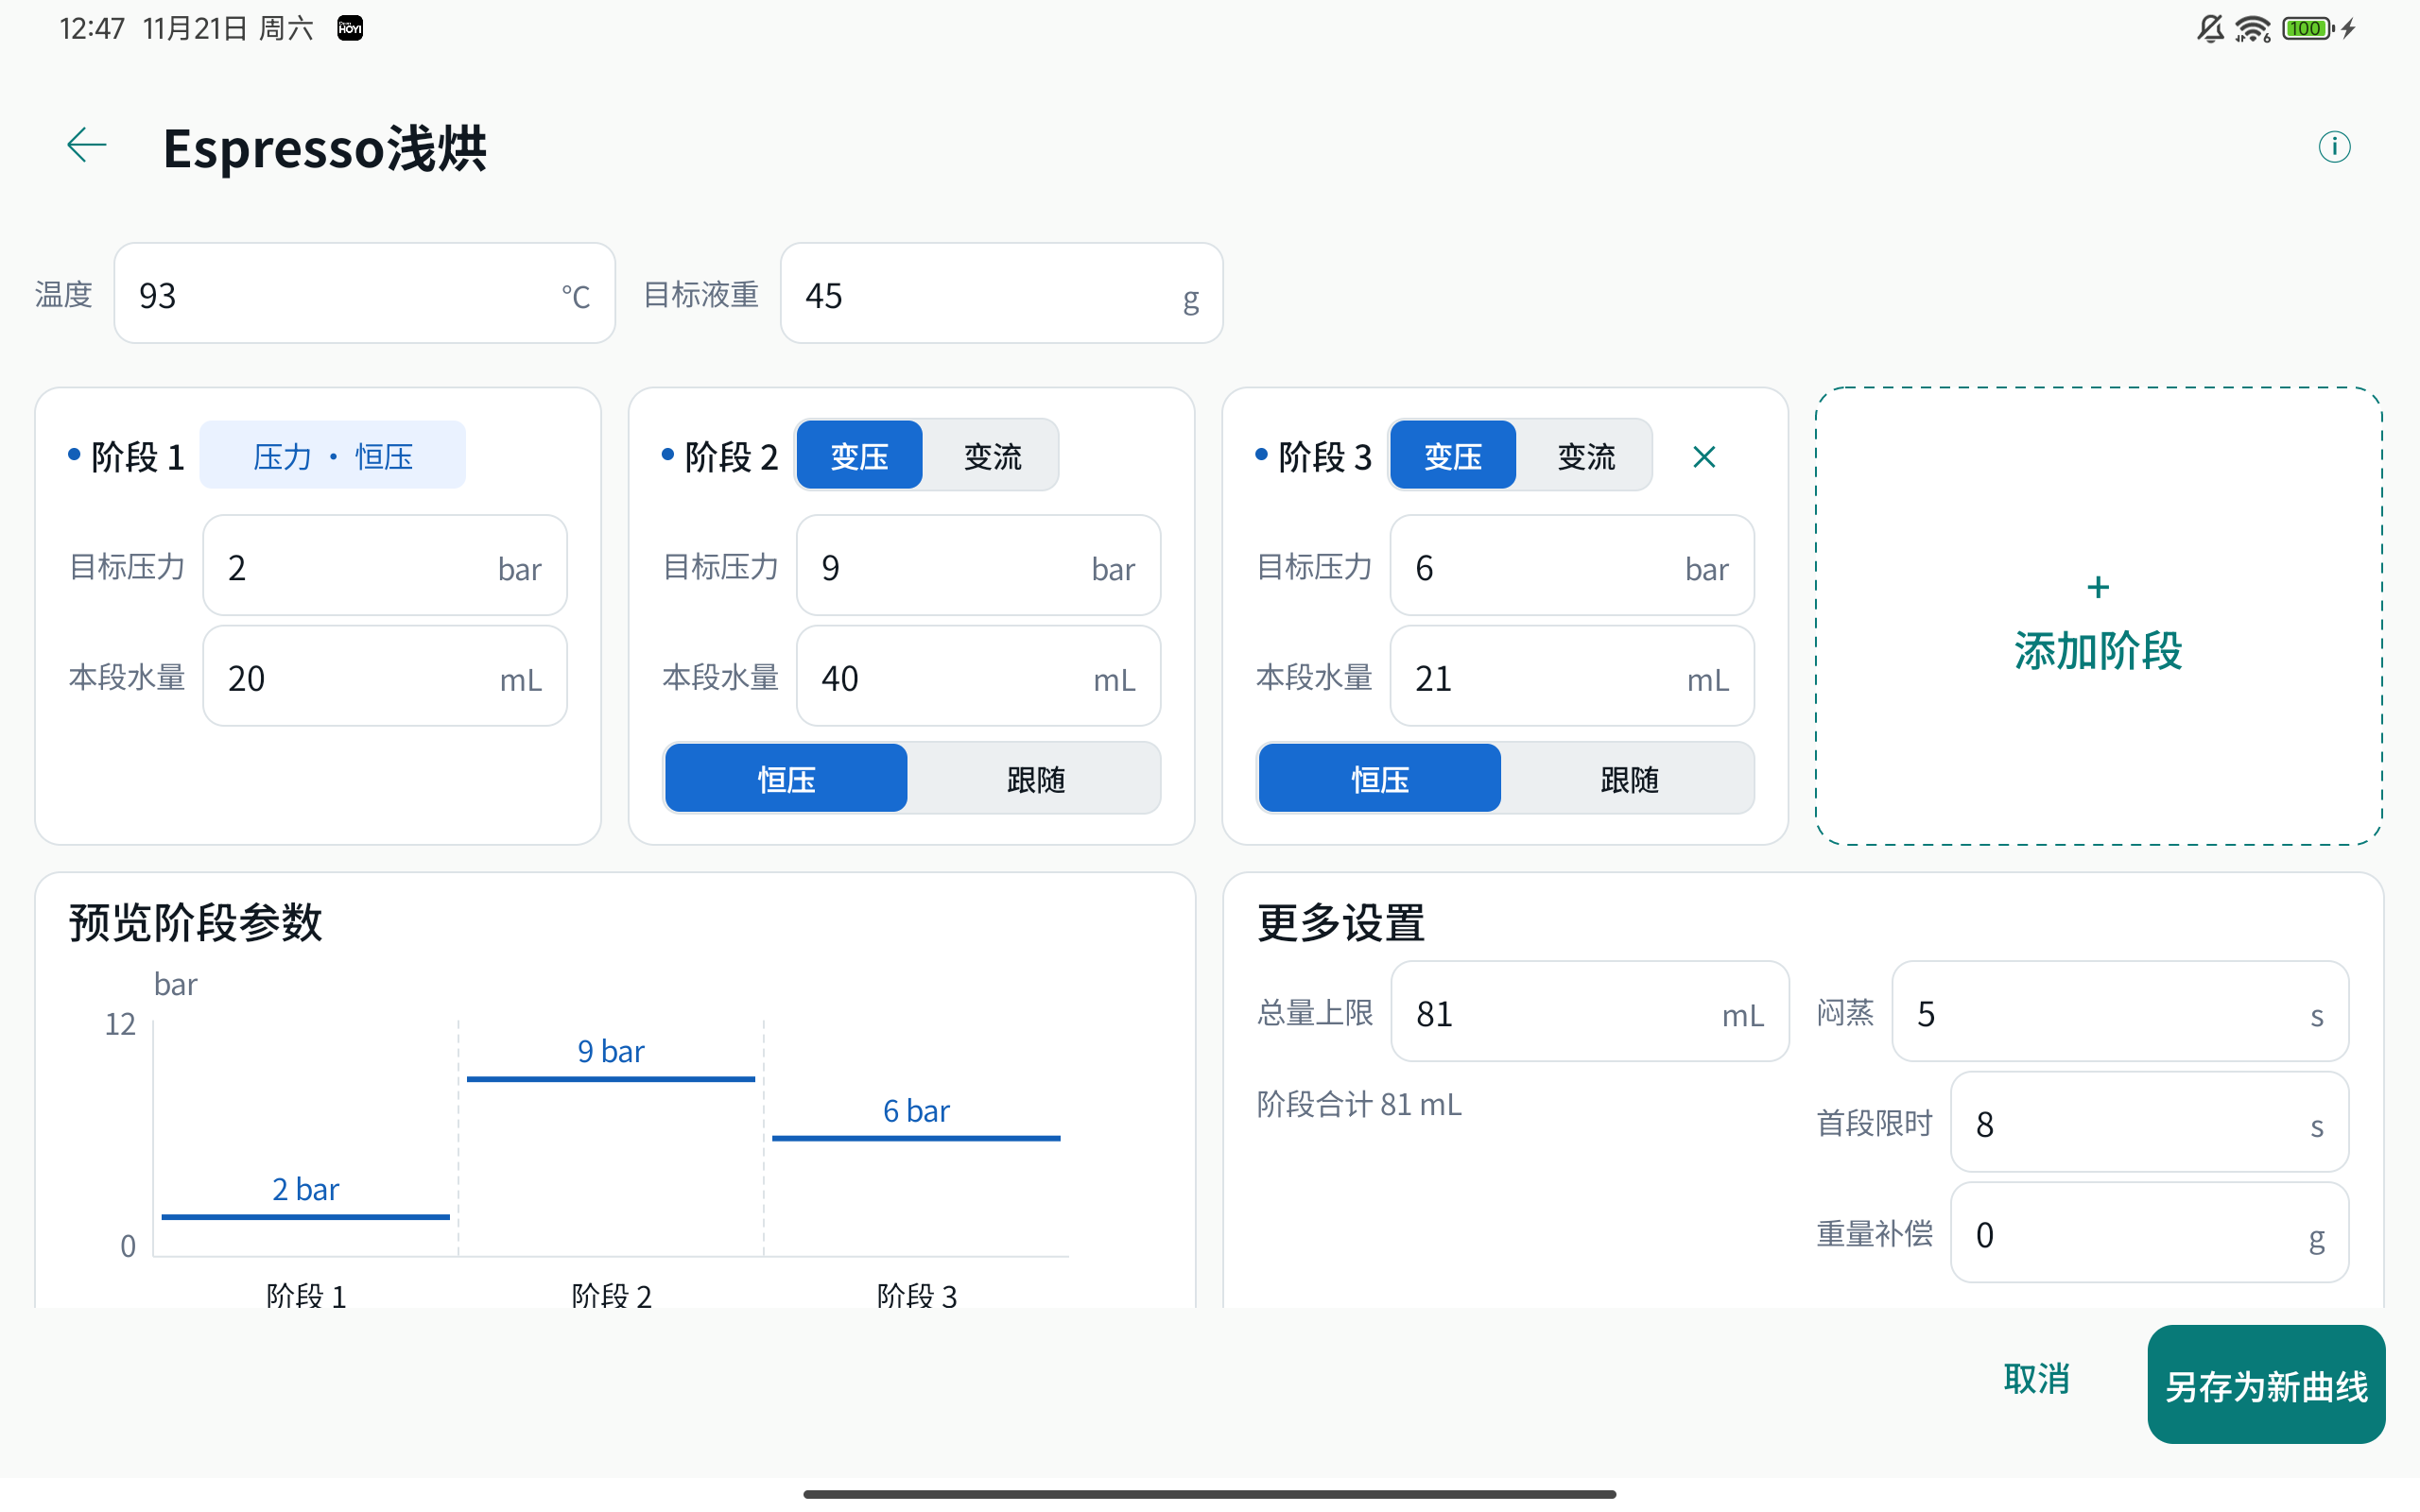 12:47 11月21日 周六 HOYI
100
Espresso浅烘
温度 93 ℃ 目标液重 45 g
阶段 1 压力 · 恒压
目标压力 2 bar
本段水量 20 mL
阶段 2 变压 变流
目标压力 9 bar
本段水量 40 mL
恒压 跟随
阶段 3 变压 变流
目标压力 6 bar
本段水量 21 mL
恒压 跟随
+
添加阶段
预览阶段参数
bar
12
9 bar
6 bar
2 bar
0
阶段 1 阶段 2 阶段 3
更多设置
总量上限 81 mL 闷蒸 5 s
阶段合计 81 mL
首段限时 8 s
重量补偿 0 g
取消 另存为新曲线